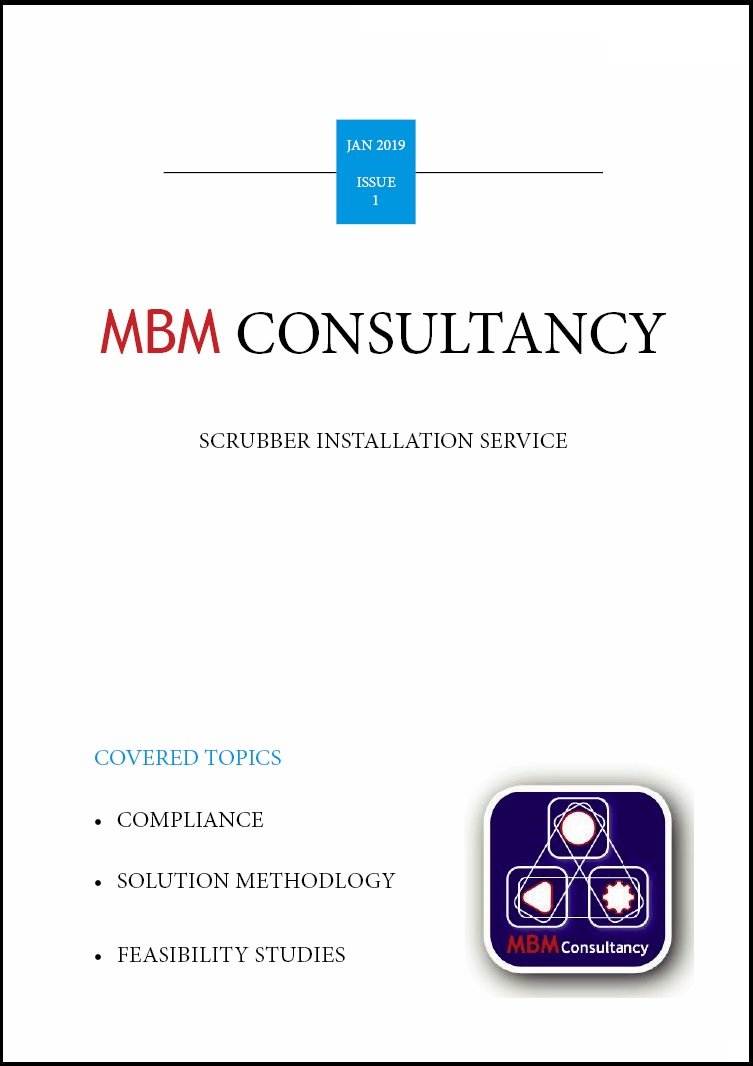 JAN 2019
ISSUE
1
MBM CONSULTANCY
SCRUBBER INSTALLATION SERVICE
COVERED TOPICS
• COMPLIANCE
• SOLUTION METHODLOGY
• FEASIBILITY STUDIES
MBM Consultancy